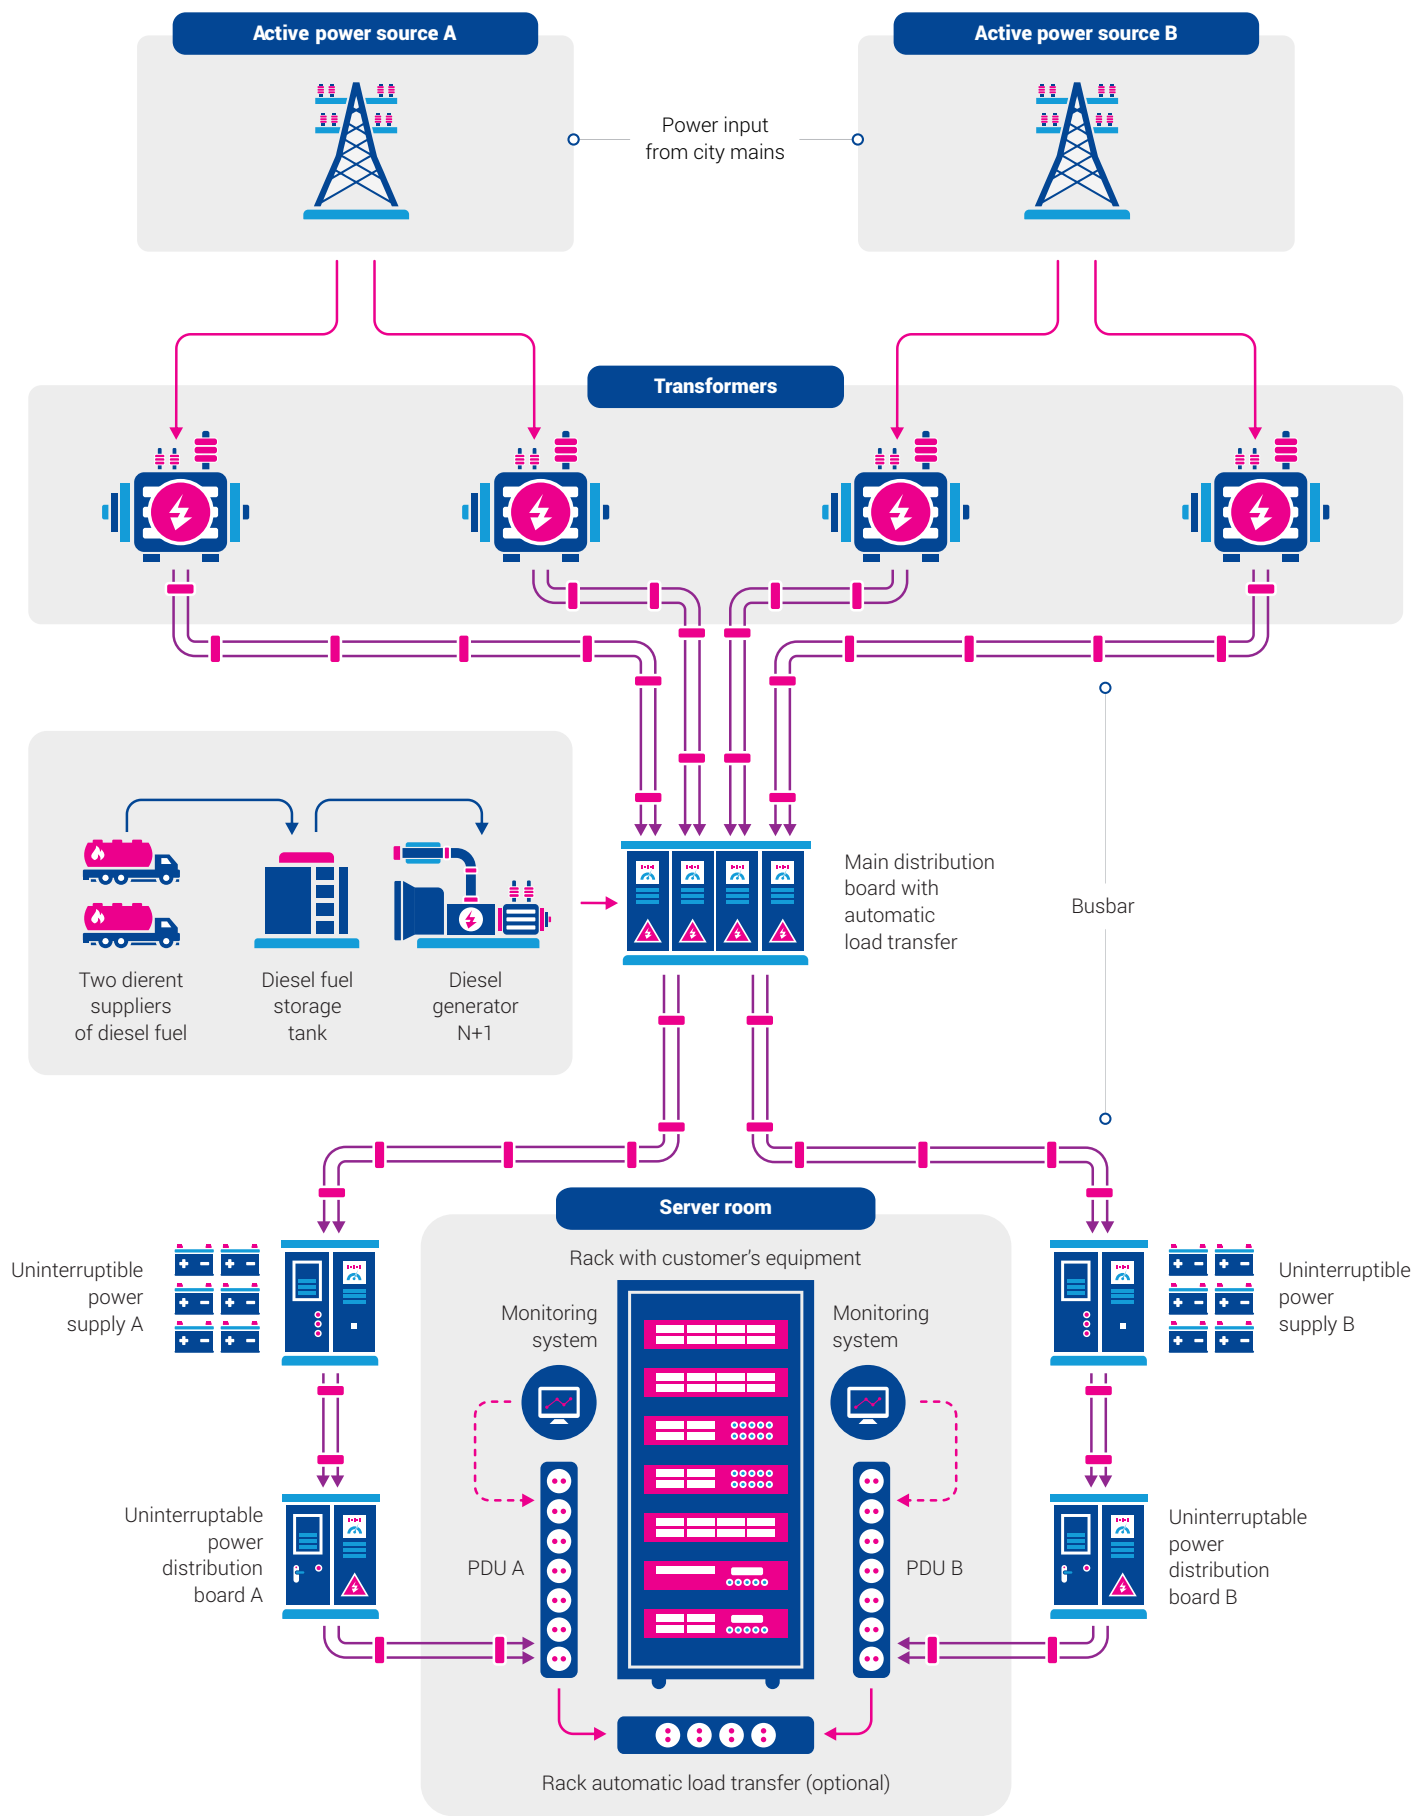 Active power source A
Active power source B
Power input
from city mains
Transformers
Main distribution
board with
automatic
load transfer
Busbar
Two dierent
suppliers
of diesel fuel
Diesel fuel
storage
tank
Diesel
generator
N+1
Server room
Rack with customer's equipment
Uninterruptible
power
supply A
Monitoring
system
Monitoring
system
Uninterruptible
power
supply B
Uninterruptable
power
distribution
board A
PDU A
PDU B
Uninterruptable
power
distribution
board B
Rack automatic load transfer (optional)